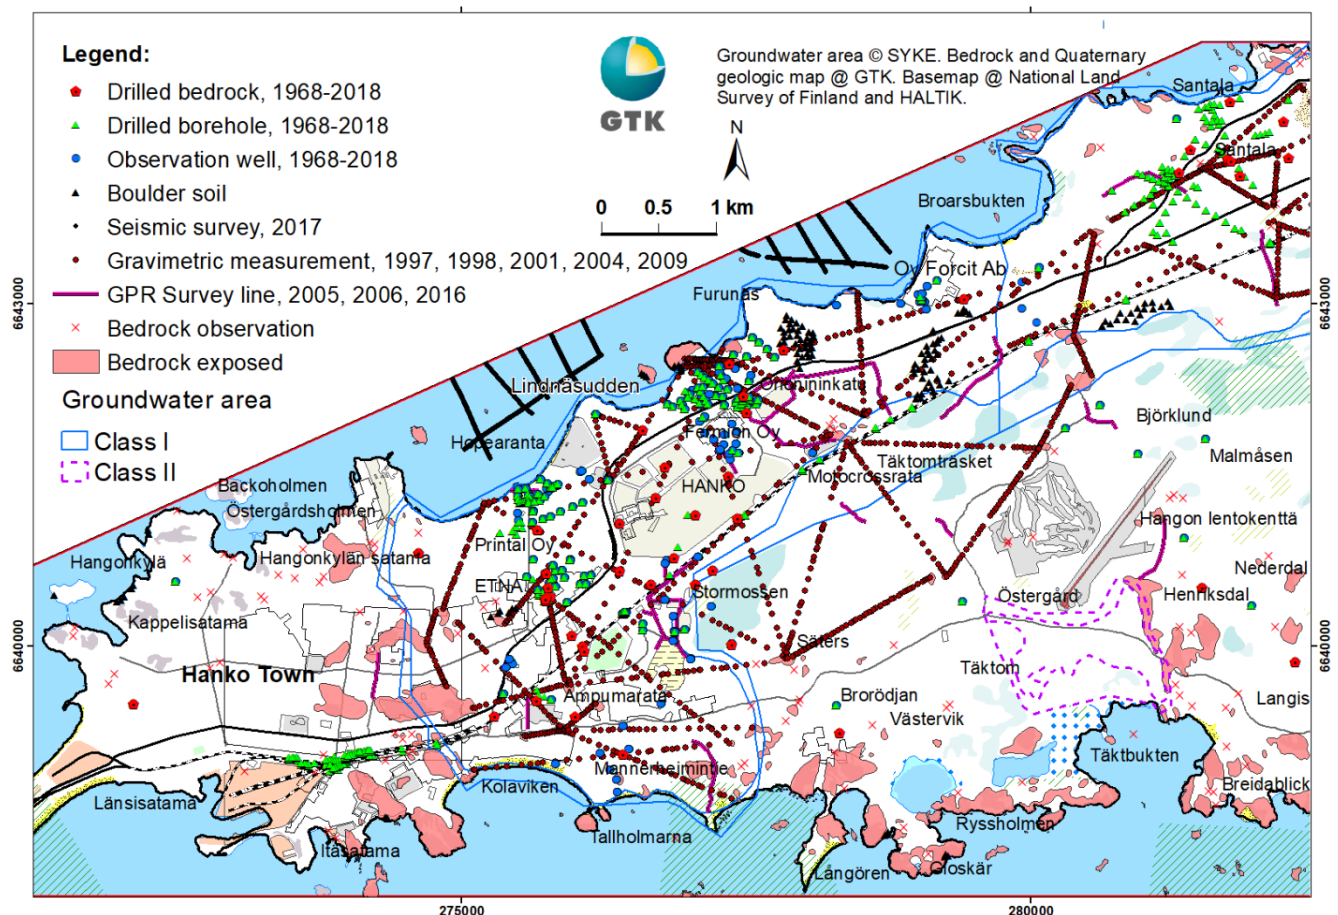 Legend:
Drilled bedrock, 1968-2018
Drilled borehole, 1968-2018
Observation well, 1968-2018
Boulder soil
Seismic survey, 2017
Gravimetric measurement, 1997, 1998, 2001, 2004, 2009
GPR Survey line, 2005, 2006, 2016
Bedrock observation
Bedrock exposed
Groundwater area
Class I
Class II
GTK
Groundwater area © SYKE. Bedrock and Quaternary
geologic map @ GTK. Basemap @ National Land
Survey of Finland and HALTIK.
N
0 0.5 1 km
Santala
Santala
Broarsbukten
Oy Forcit Ab
Furunäs
Lindnäsudden
Orioninkatu
Hopearanta
Fermion Oy
Björklund
Täktomträsket
Malmåsen
Motocrossrata
HANKO
Backoholmen
Östergårdsholmen
Hangon lentokenttä
Printal Oy
Hangonkylän satama
Hangonkylä
Nederdal
ETNA
Stormossen
Östergård
Henriksdal
Kappelisatama
Säters
Hanko Town
Täktom
Ampumarata
Brorödjan
Langis
Västervik
Täktbukten
Mannerheimintie
Kolaviken
Breidablick
Länsisatama
Ryssholmen
Tallholmarna
Itäsatama
Långören
Gloskär
6643000
6643000
6640000
6640000
275000
280000